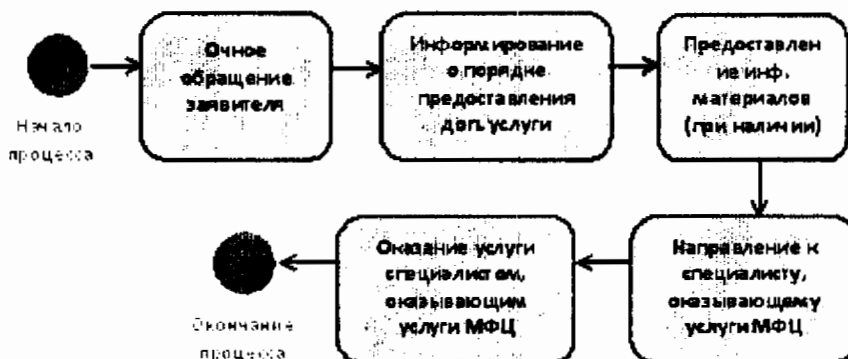 Начало
процесса
Очное
обращение
заявителя
Информирование
о порядке
предоставления
доп. услуги
Предоставлен
ие инф.
материалов
(при наличии)
Направление к
специалисту,
оказывающему
услуги МФЦ
Оказание услуги
специалистом,
оказывающим
услуги МФЦ
Окончание
процесса